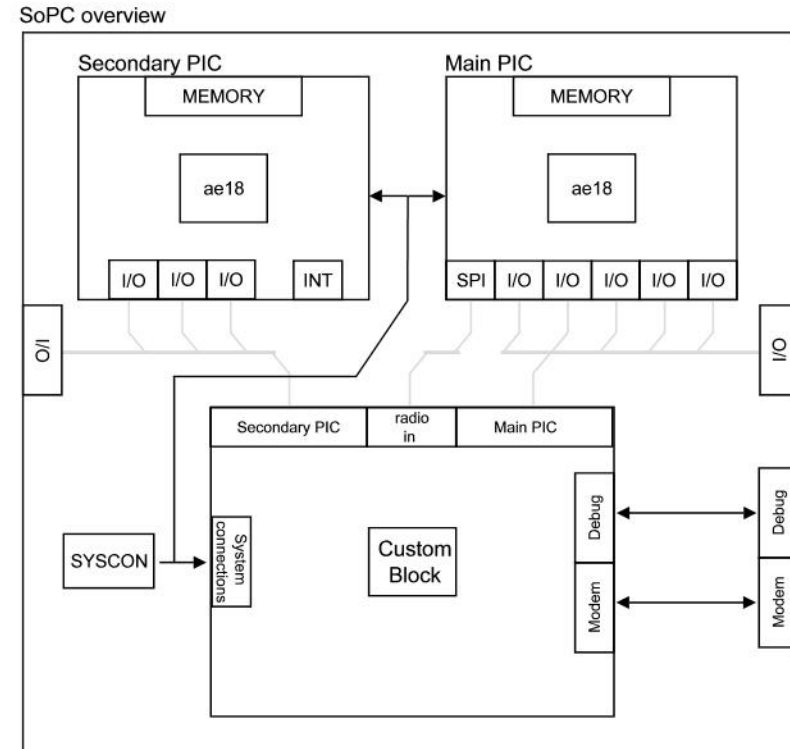 SoPC overview
Secondary PIC
Main PIC
MEMORY
MEMORY
ae18
ae18
I/O
I/O
I/O
INT
SPI
I/O
I/O
I/O
I/O
I/O
I/O
I/O
Secondary PIC
radio
in
Main PIC
Debug
Debug
SYSCON
System
connections
Custom
Block
Modem
Modem